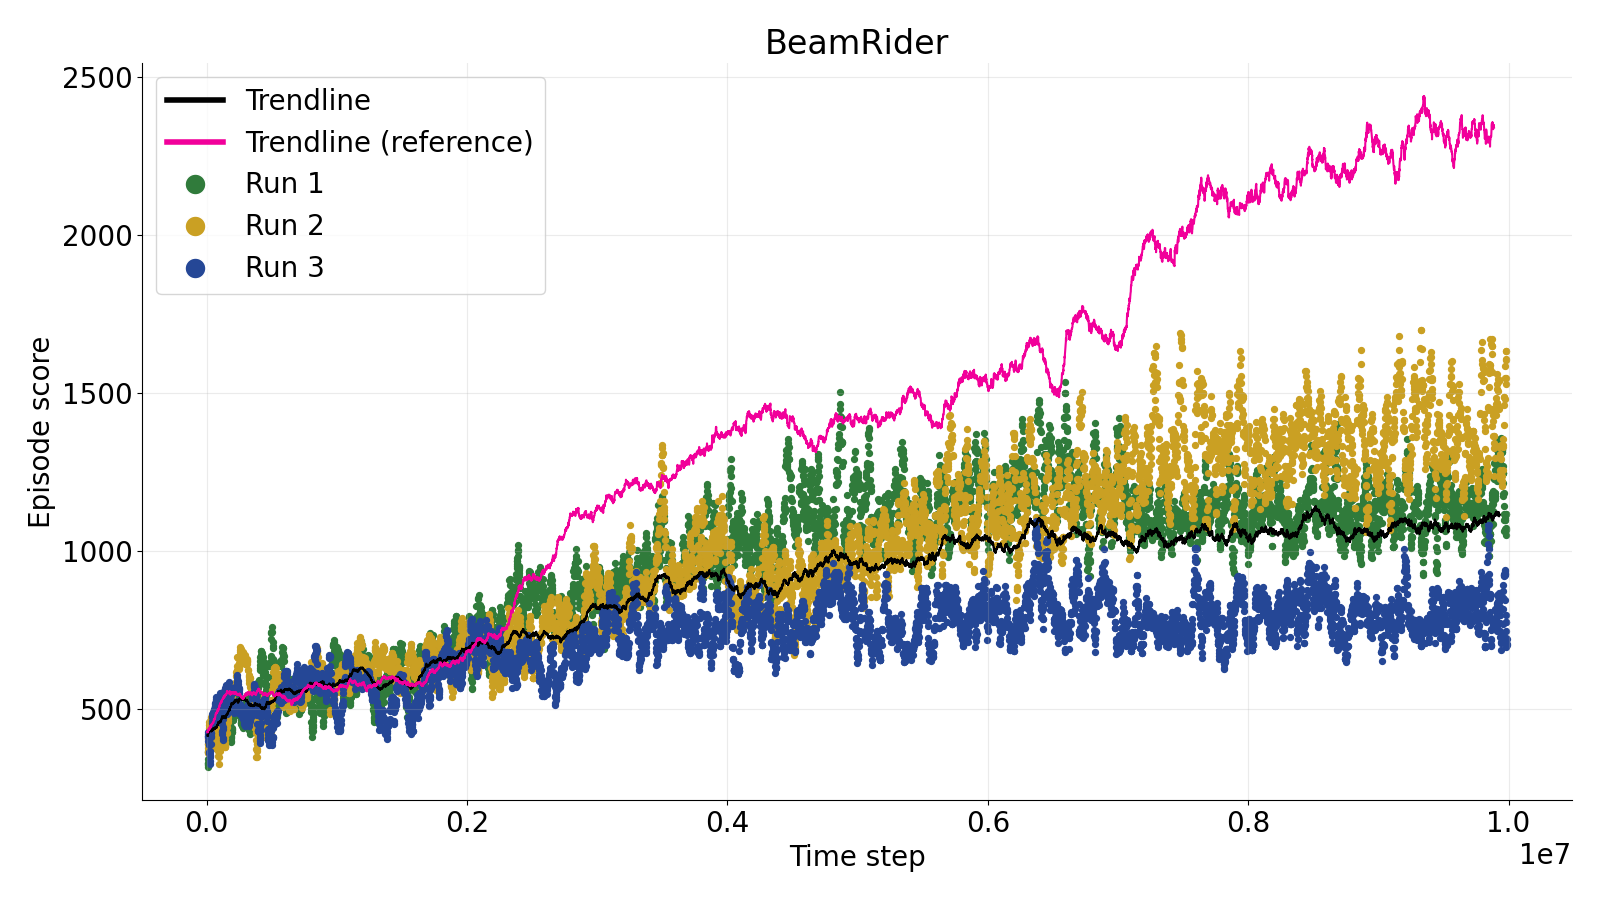 BeamRider
2500
2000
1500
1000
500
Episode score
Trendline
Trendline (reference)
Run 1
Run 2
Run 3
0.0 0.2 0.4 0.6 0.8 1.0
1e7
Time step